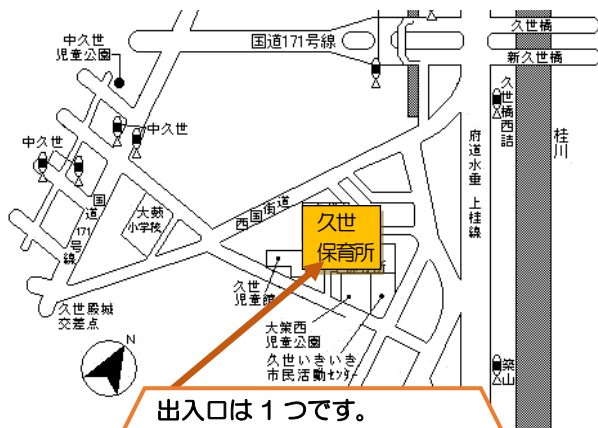 久世橋
国道171号線
新久世橋
中久世
児童公園
久世橋西詰
桂川
中久世
中久世
府道水垂上桂線
国道171号線
大薮
小学校
西国街道
久世
保育所
久世
児童館
久世殿城
交差点
大築西
児童公園
久世いきいき
市民活動センター
築山
N
出入口は1つです。